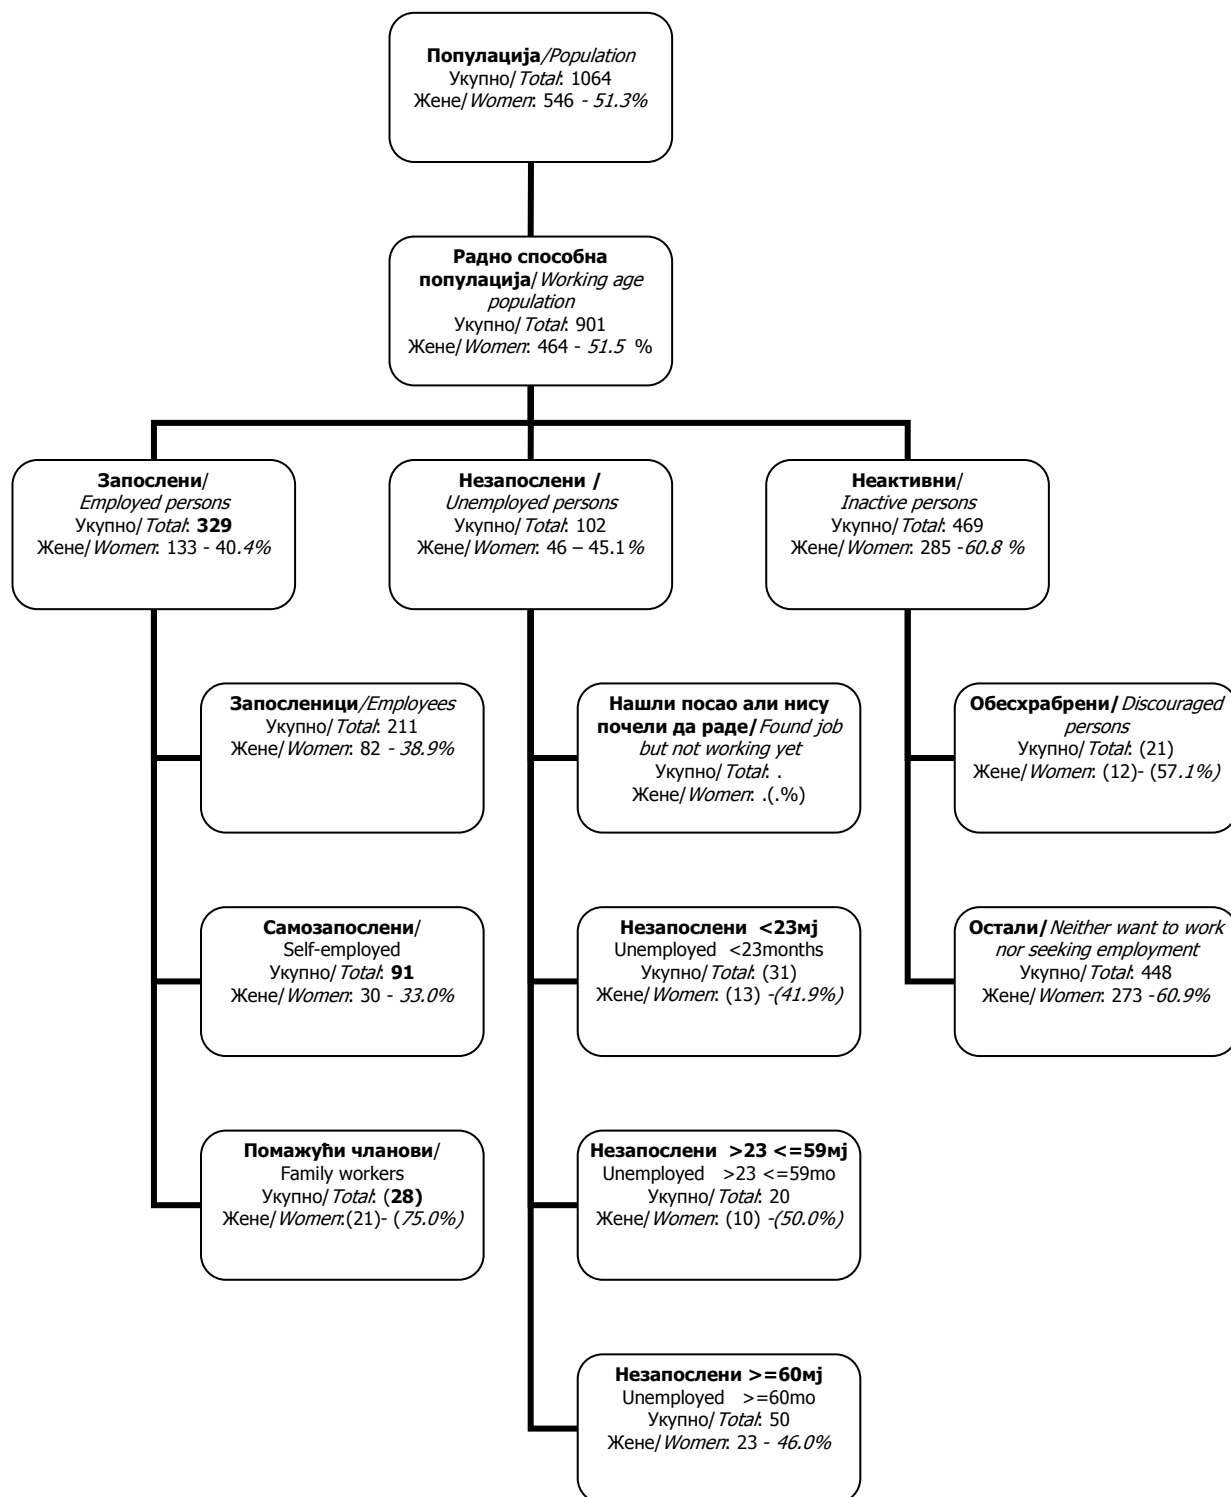 Популација/Population
Укупно/Total: 1064
Жене/Women: 546 - 51.3%
Радно способна
популација/Working age
population
Укупно/Total: 901
Жене/Women: 464 - 51.5 %
Запослени/
Employed persons
Укупно/Total: 329
Жене/Women: 133 - 40.4%
Незапослени /
Unemployed persons
Укупно/Total: 102
Жене/Women: 46 – 45.1%
Неактивни/
Inactive persons
Укупно/Total: 469
Жене/Women: 285 -60.8 %
Запосленици/Employees
Укупно/Total: 211
Жене/Women: 82 - 38.9%
Нашли посао али нису
почели да раде/Found job
but not working yet
Укупно/Total: .
Жене/Women: .(.%)
Обесхрабрени/Discouraged
persons
Укупно/Total: (21)
Жене/Women: (12)- (57.1%)
Самозапослени/
Self-employed
Укупно/Total: 91
Жене/Women: 30 - 33.0%
Незапослени <23мј
Unemployed <23months
Укупно/Total: (31)
Жене/Women: (13) -(41.9%)
Остали/Neither want to work
nor seeking employment
Укупно/Total: 448
Жене/Women: 273 -60.9%
Помажући чланови/
Family workers
Укупно/Total: (28)
Жене/Women:(21)- (75.0%)
Незапослени >23 <=59мј
Unemployed >23 <=59mo
Укупно/Total: 20
Жене/Women: (10) -(50.0%)
Незапослени >=60мј
Unemployed >=60mo
Укупно/Total: 50
Жене/Women: 23 - 46.0%